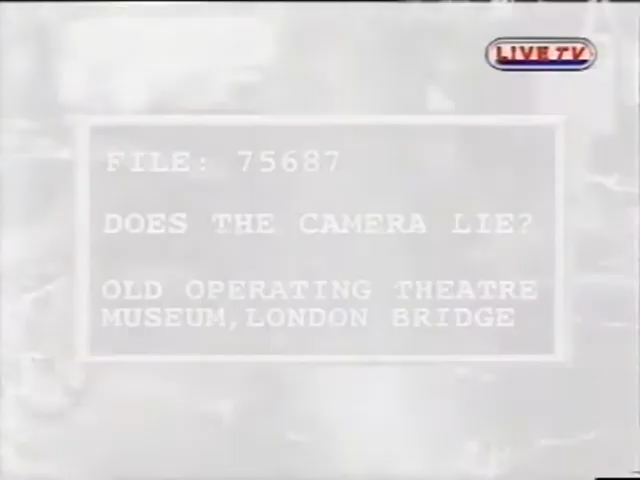 LIVE TV
FILE: 75687
DOES THE CAMERA LIE?
OLD OPERATING THEATRE
MUSEUM,LONDON BRIDGE